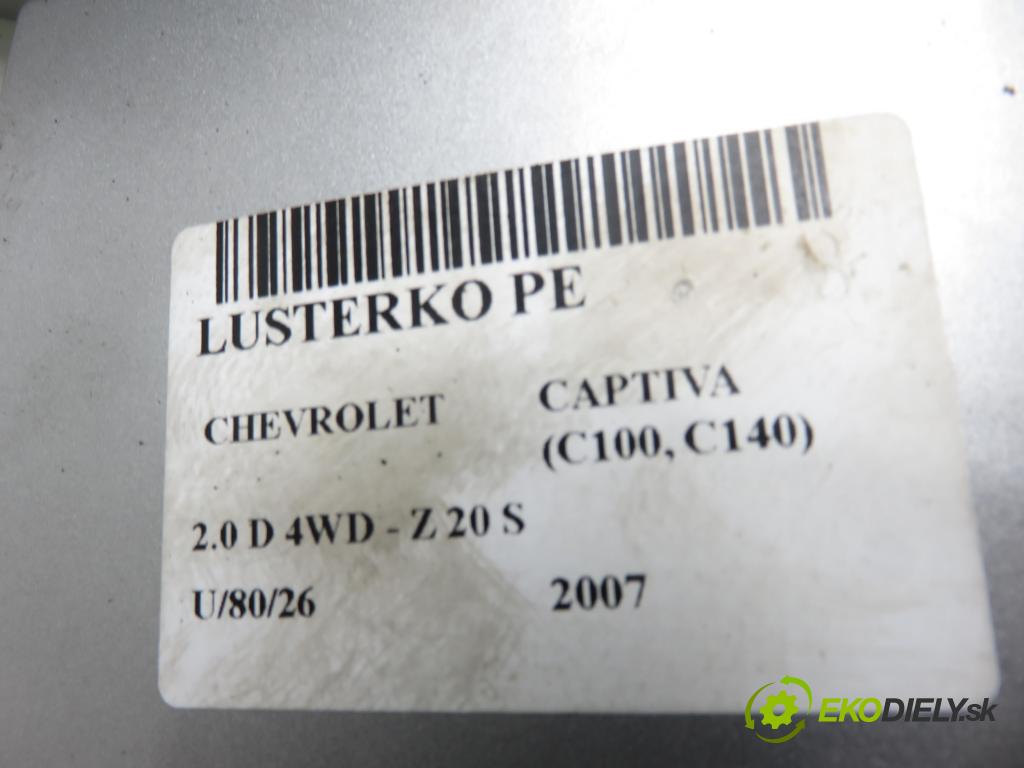 LUSTERKO PE
CHEVROLET
CAPTIVA
(C100, C140)
2.0 D 4WD - Z 20 S
U/80/26
2007
EKODIELY.sk